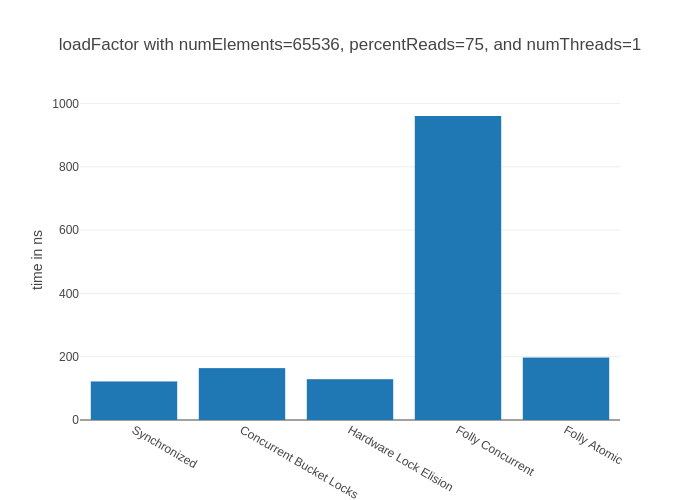 loadFactor with numElements=65536, percentReads=75, and numThreads=1
1000
800
600
400
200
0
time in ns
Synchronized
Concurrent Bucket Locks
Hardware Lock Elision
Folly Concurrent
Folly Atomic